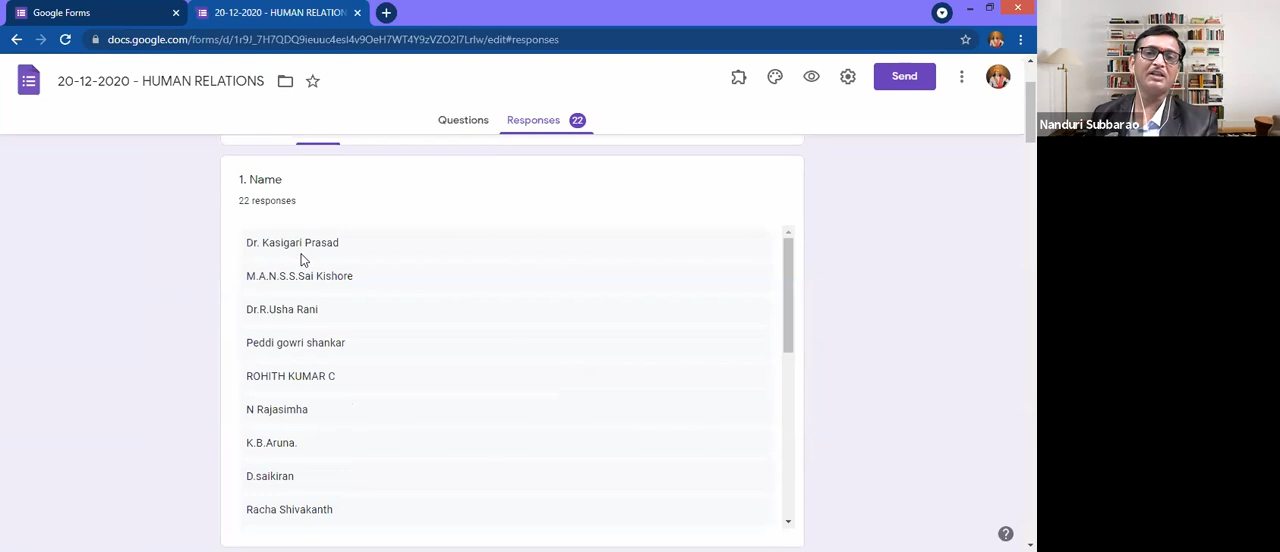 Google Forms
20-12-2020 - HUMAN RELATIONS
docs.google.com/forms/d/1r9J_7H7QDQ9ieuuc4esI4v9OeH7WT4Y9zVZO2I7LrIw/edit#responses
20-12-2020 - HUMAN RELATIONS
Send
Questions
Responses 22
1. Name
22 responses
Dr. Kasigari Prasad
M.A.N.S.S.Sai Kishore
Dr.R.Usha Rani
Peddi gowri shankar
ROHITH KUMAR C
N Rajasimha
K.B.Aruna.
D.saikiran
Racha Shivakanth
Nanduri Subbarao